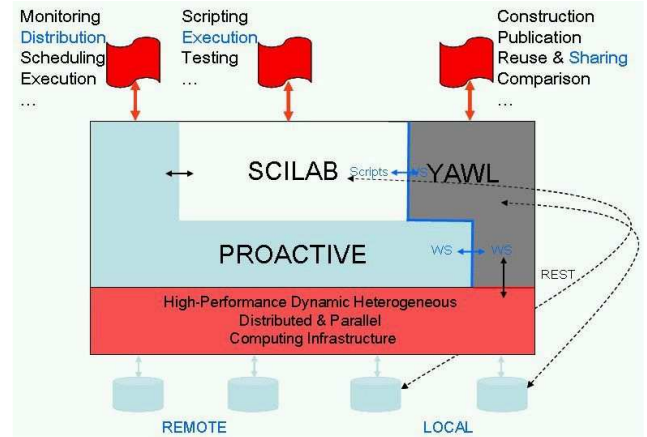 Monitoring
Distribution
Scheduling
Execution
...
Scripting
Execution
Testing
...
Construction
Publication
Reuse & Sharing
Comparison
...
SCILAB
Scripts
WS
YAWL
PROACTIVE
WS
WS
REST
High-Performance Dynamic Heterogeneous
Distributed & Parallel
Computing Infrastructure
REMOTE
LOCAL